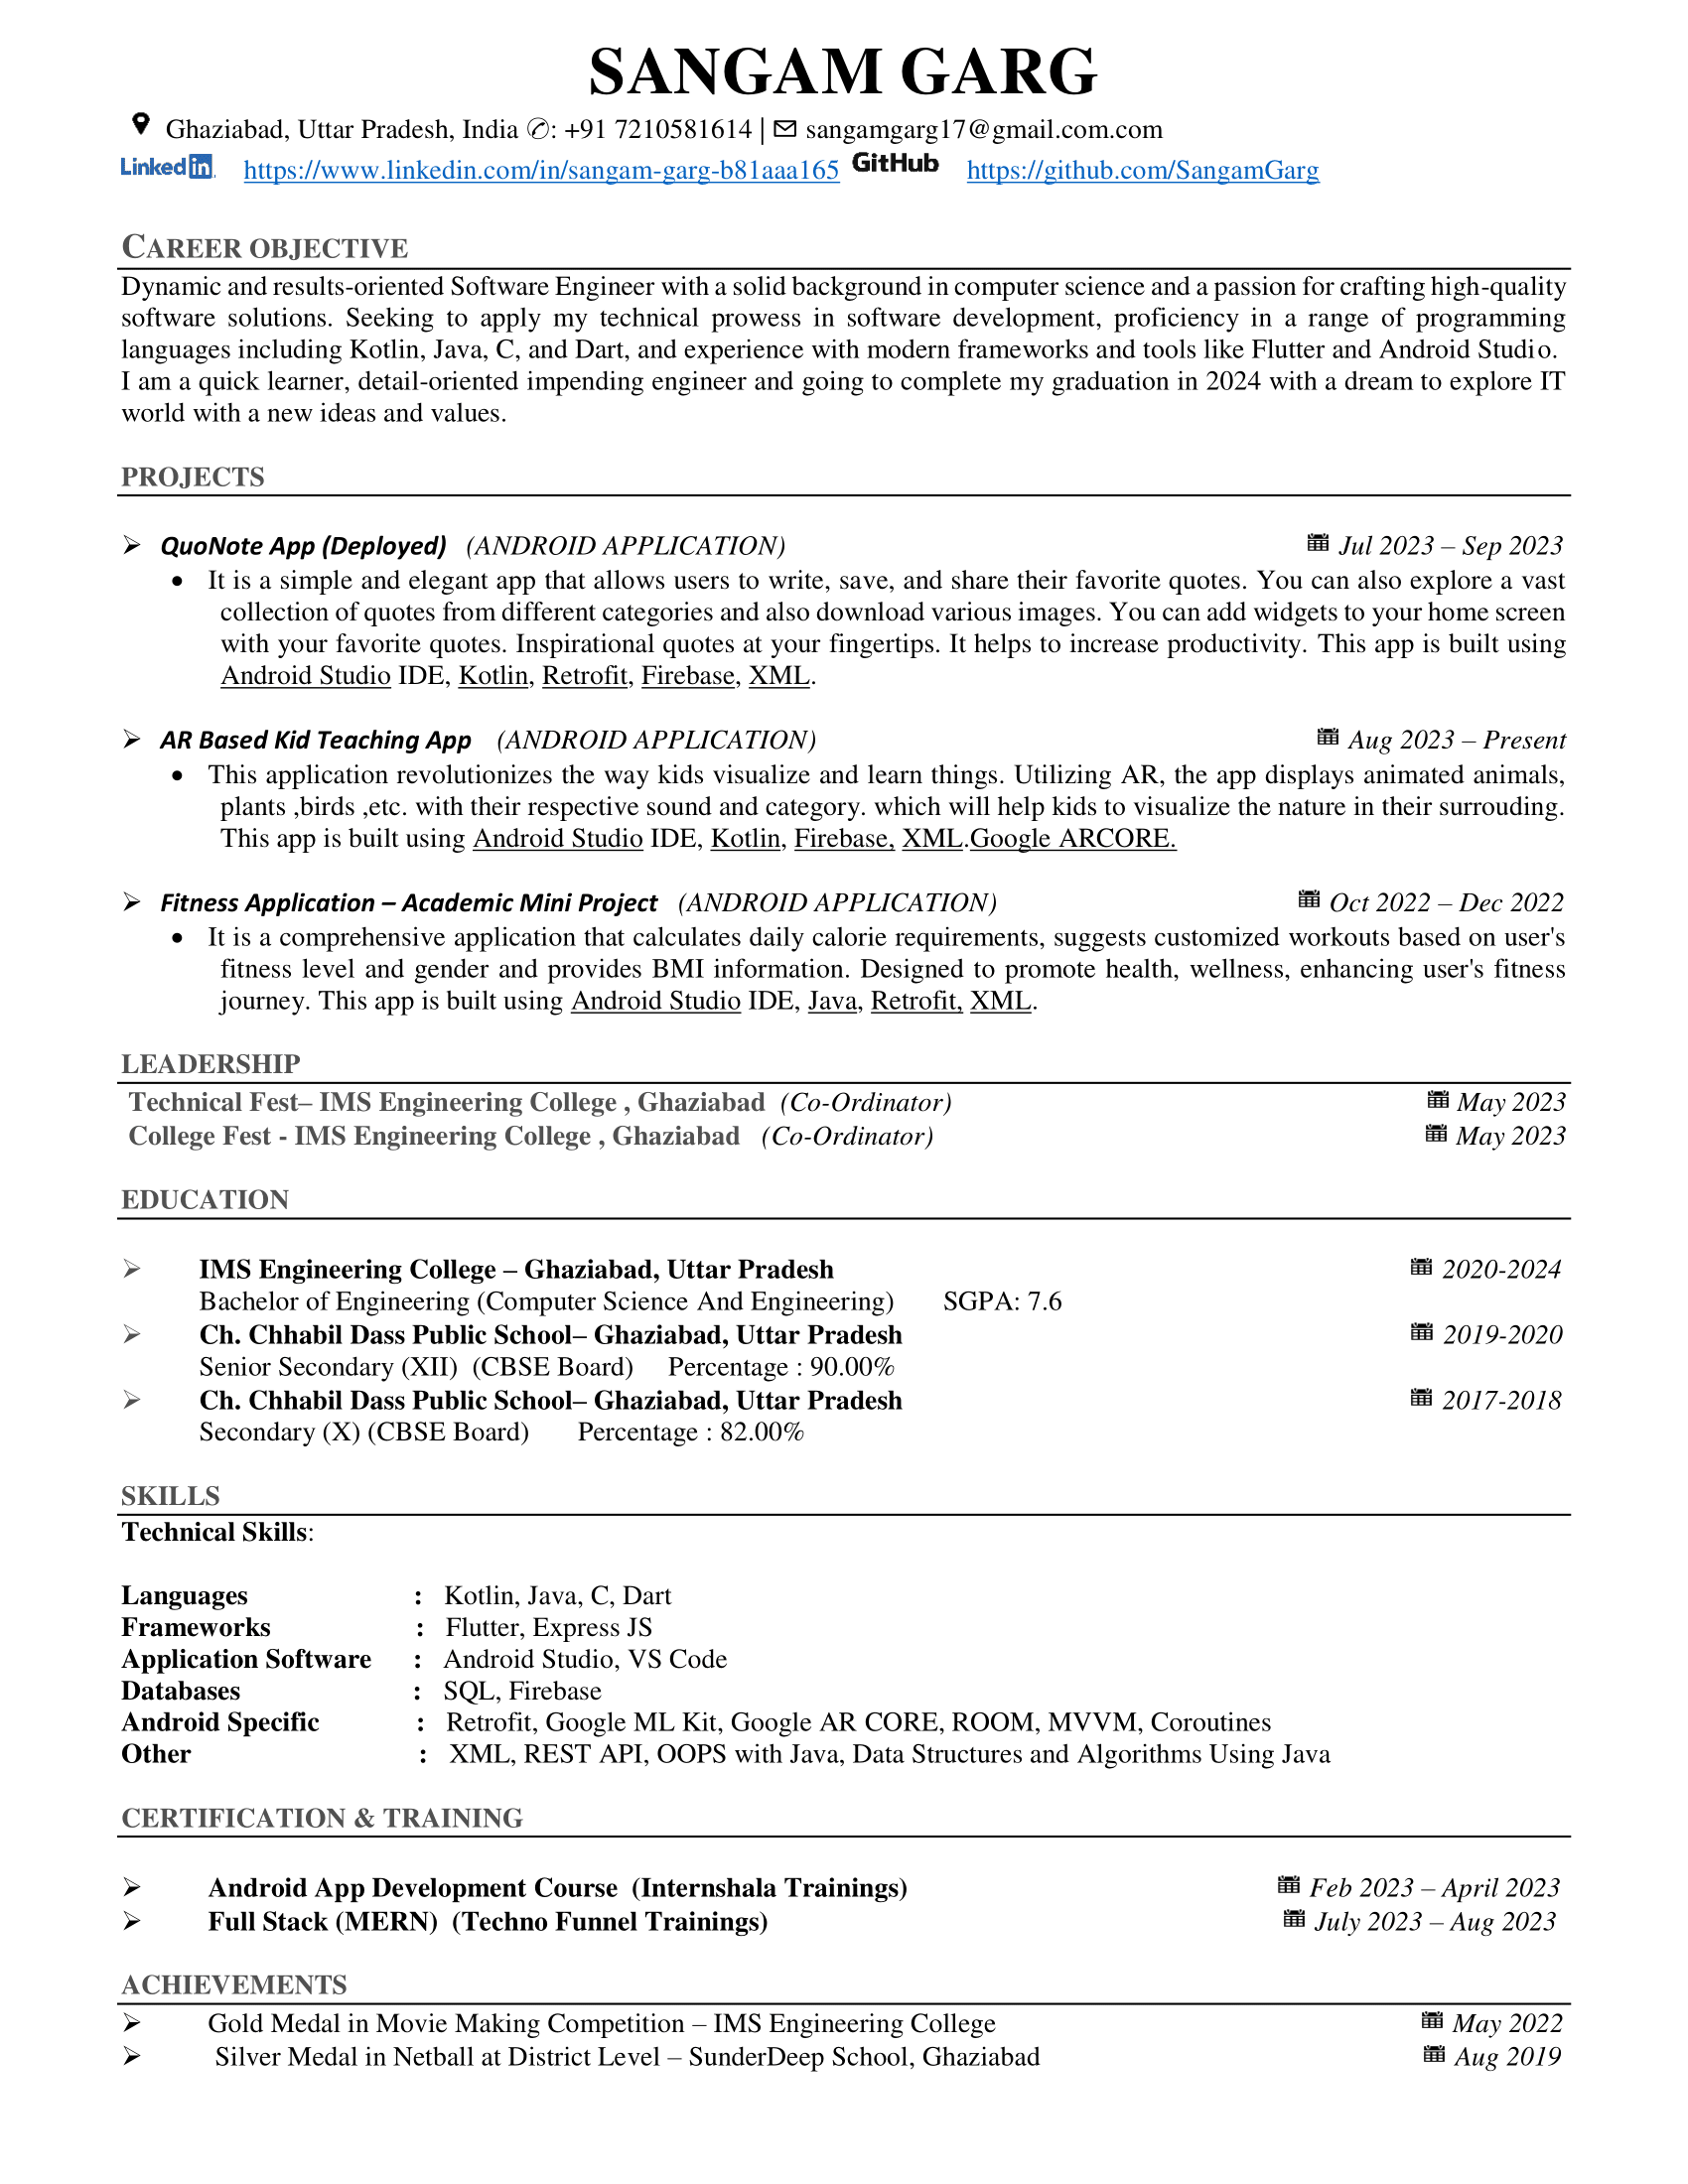 SANGAM GARG
Ghaziabad, Uttar Pradesh, India ✆: +91 7210581614 | sangamgarg17@gmail.com.com
LinkedIn https://www.linkedin.com/in/sangam-garg-b81aaa165 GitHub https://github.com/SangamGarg
CAREER OBJECTIVE
Dynamic and results-oriented Software Engineer with a solid background in computer science and a passion for crafting high-quality
software solutions. Seeking to apply my technical prowess in software development, proficiency in a range of programming
languages including Kotlin, Java, C, and Dart, and experience with modern frameworks and tools like Flutter and Android Studio.
I am a quick learner, detail-oriented impending engineer and going to complete my graduation in 2024 with a dream to explore IT
world with a new ideas and values.
PROJECTS
➢ QuoNote App (Deployed) (ANDROID APPLICATION) Jul 2023 – Sep 2023
• It is a simple and elegant app that allows users to write, save, and share their favorite quotes. You can also explore a vast
collection of quotes from different categories and also download various images. You can add widgets to your home screen
with your favorite quotes. Inspirational quotes at your fingertips. It helps to increase productivity. This app is built using
Android Studio IDE, Kotlin, Retrofit, Firebase, XML.
➢ AR Based Kid Teaching App (ANDROID APPLICATION) Aug 2023 – Present
• This application revolutionizes the way kids visualize and learn things. Utilizing AR, the app displays animated animals,
plants ,birds ,etc. with their respective sound and category. which will help kids to visualize the nature in their surrouding.
This app is built using Android Studio IDE, Kotlin, Firebase, XML.Google ARCORE.
➢ Fitness Application – Academic Mini Project (ANDROID APPLICATION) Oct 2022 – Dec 2022
• It is a comprehensive application that calculates daily calorie requirements, suggests customized workouts based on user's
fitness level and gender and provides BMI information. Designed to promote health, wellness, enhancing user's fitness
journey. This app is built using Android Studio IDE, Java, Retrofit, XML.
LEADERSHIP
Technical Fest– IMS Engineering College , Ghaziabad (Co-Ordinator) May 2023
College Fest - IMS Engineering College , Ghaziabad (Co-Ordinator) May 2023
EDUCATION
➢ IMS Engineering College – Ghaziabad, Uttar Pradesh 2020-2024
Bachelor of Engineering (Computer Science And Engineering) SGPA: 7.6
➢ Ch. Chhabil Dass Public School– Ghaziabad, Uttar Pradesh 2019-2020
Senior Secondary (XII) (CBSE Board) Percentage : 90.00%
➢ Ch. Chhabil Dass Public School– Ghaziabad, Uttar Pradesh 2017-2018
Secondary (X) (CBSE Board) Percentage : 82.00%
SKILLS
Technical Skills:
Languages : Kotlin, Java, C, Dart
Frameworks : Flutter, Express JS
Application Software : Android Studio, VS Code
Databases : SQL, Firebase
Android Specific : Retrofit, Google ML Kit, Google AR CORE, ROOM, MVVM, Coroutines
Other : XML, REST API, OOPS with Java, Data Structures and Algorithms Using Java
CERTIFICATION & TRAINING
➢ Android App Development Course (Internshala Trainings) Feb 2023 – April 2023
➢ Full Stack (MERN) (Techno Funnel Trainings) July 2023 – Aug 2023
ACHIEVEMENTS
➢ Gold Medal in Movie Making Competition – IMS Engineering College May 2022
➢ Silver Medal in Netball at District Level – SunderDeep School, Ghaziabad Aug 2019